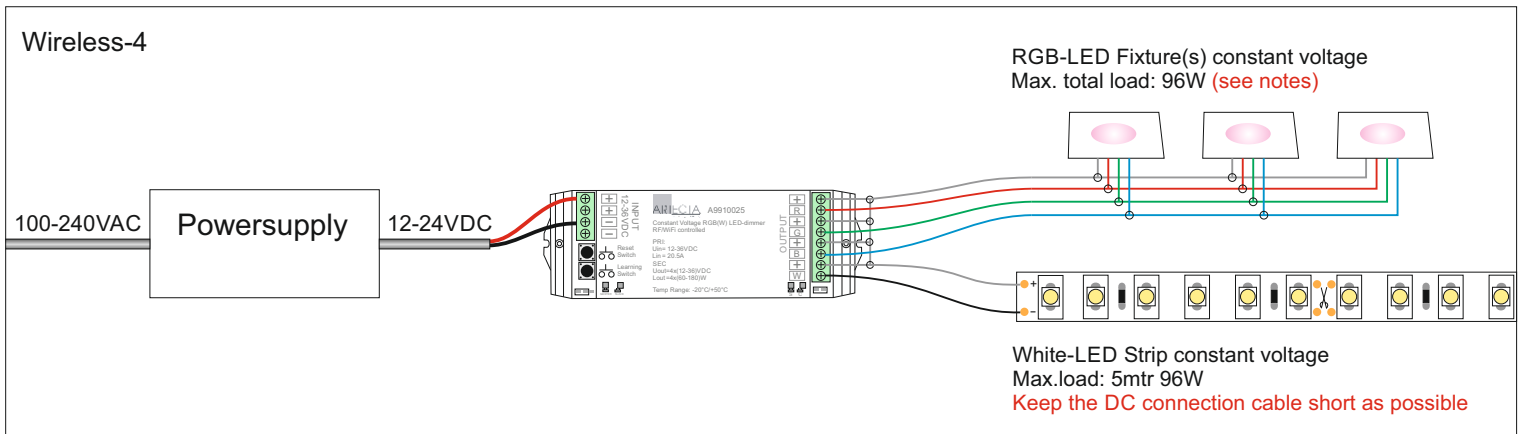 Wireless-4
RGB-LED Fixture(s) constant voltage
Max. total load: 96W (see notes)
100-240VAC
Powersupply
12-24VDC
+
+
−
−
INPUT
12-36VDC
Reset
Switch
Learning
Switch
ARTECTA A9910025
Constant Voltage RGB(W) LED-dimmer
RF/WiFi controlled
PRI:
Uin= 12-36VDC
Lin = 20.5A
SEC
Uout=4x(12-36)VDC
Lout=4x(60-180)W
Temp Range: -20°C/+50°C
OUTPUT
+
R
+
G
+
B
+
W
+
−
White-LED Strip constant voltage
Max.load: 5mtr 96W
Keep the DC connection cable short as possible